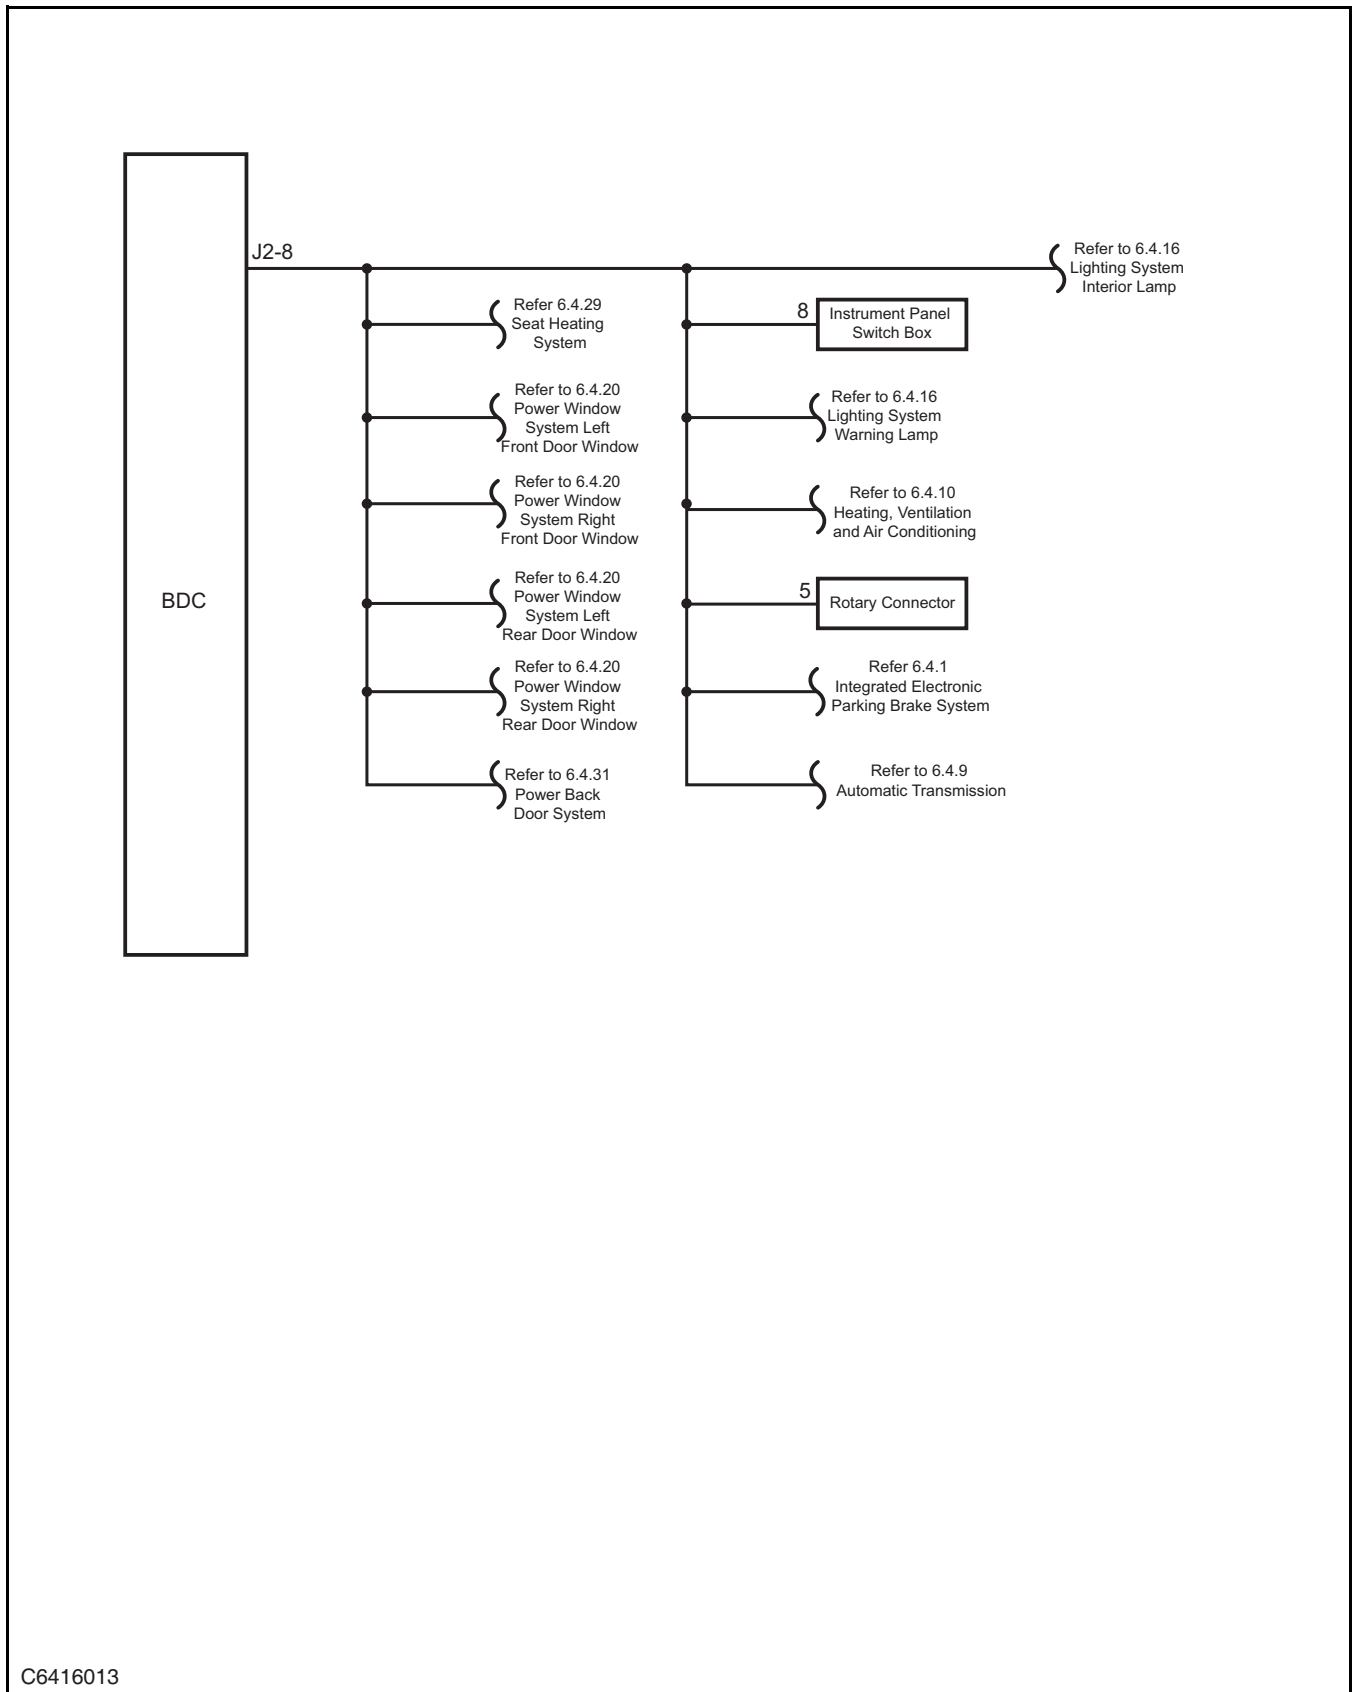 J2-8
Refer to 6.4.16
Lighting System
Interior Lamp
Refer 6.4.29
Seat Heating
System
8
Instrument Panel
Switch Box
Refer to 6.4.20
Power Window
System Left
Front Door Window
Refer to 6.4.16
Lighting System
Warning Lamp
Refer to 6.4.20
Power Window
System Right
Front Door Window
Refer to 6.4.10
Heating, Ventilation
and Air Conditioning
BDC
Refer to 6.4.20
Power Window
System Left
Rear Door Window
5
Rotary Connector
Refer to 6.4.20
Power Window
System Right
Rear Door Window
Refer 6.4.1
Integrated Electronic
Parking Brake System
Refer to 6.4.31
Power Back
Door System
Refer to 6.4.9
Automatic Transmission
C6416013